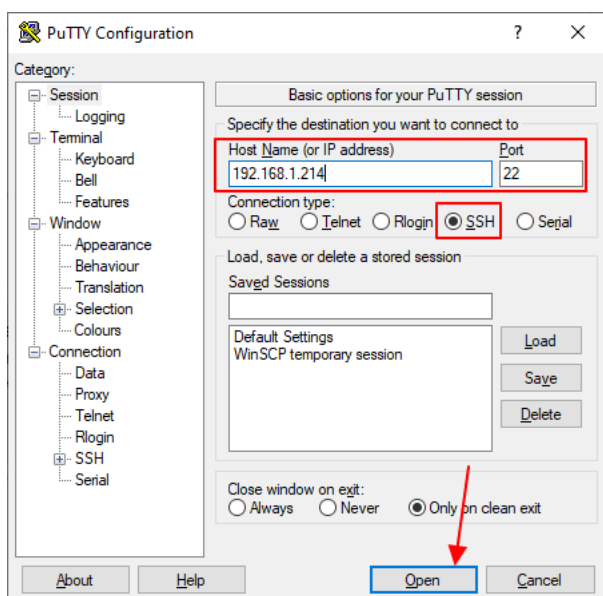 PuTTY Configuration ? ×
Category:
Session
Logging
Terminal
Keyboard
Bell
Features
Window
Appearance
Behaviour
Translation
Selection
Colours
Connection
Data
Proxy
Telnet
Rlogin
SSH
Serial
Basic options for your PuTTY session
Specify the destination you want to connect to
Host Name (or IP address) Port
192.168.1.214 22
Connection type:
Raw Telnet Rlogin SSH Serial
Load, save or delete a stored session
Saved Sessions
Default Settings
WinSCP temporary session
Load
Save
Delete
Close window on exit:
Always Never Only on clean exit
About Help Open Cancel